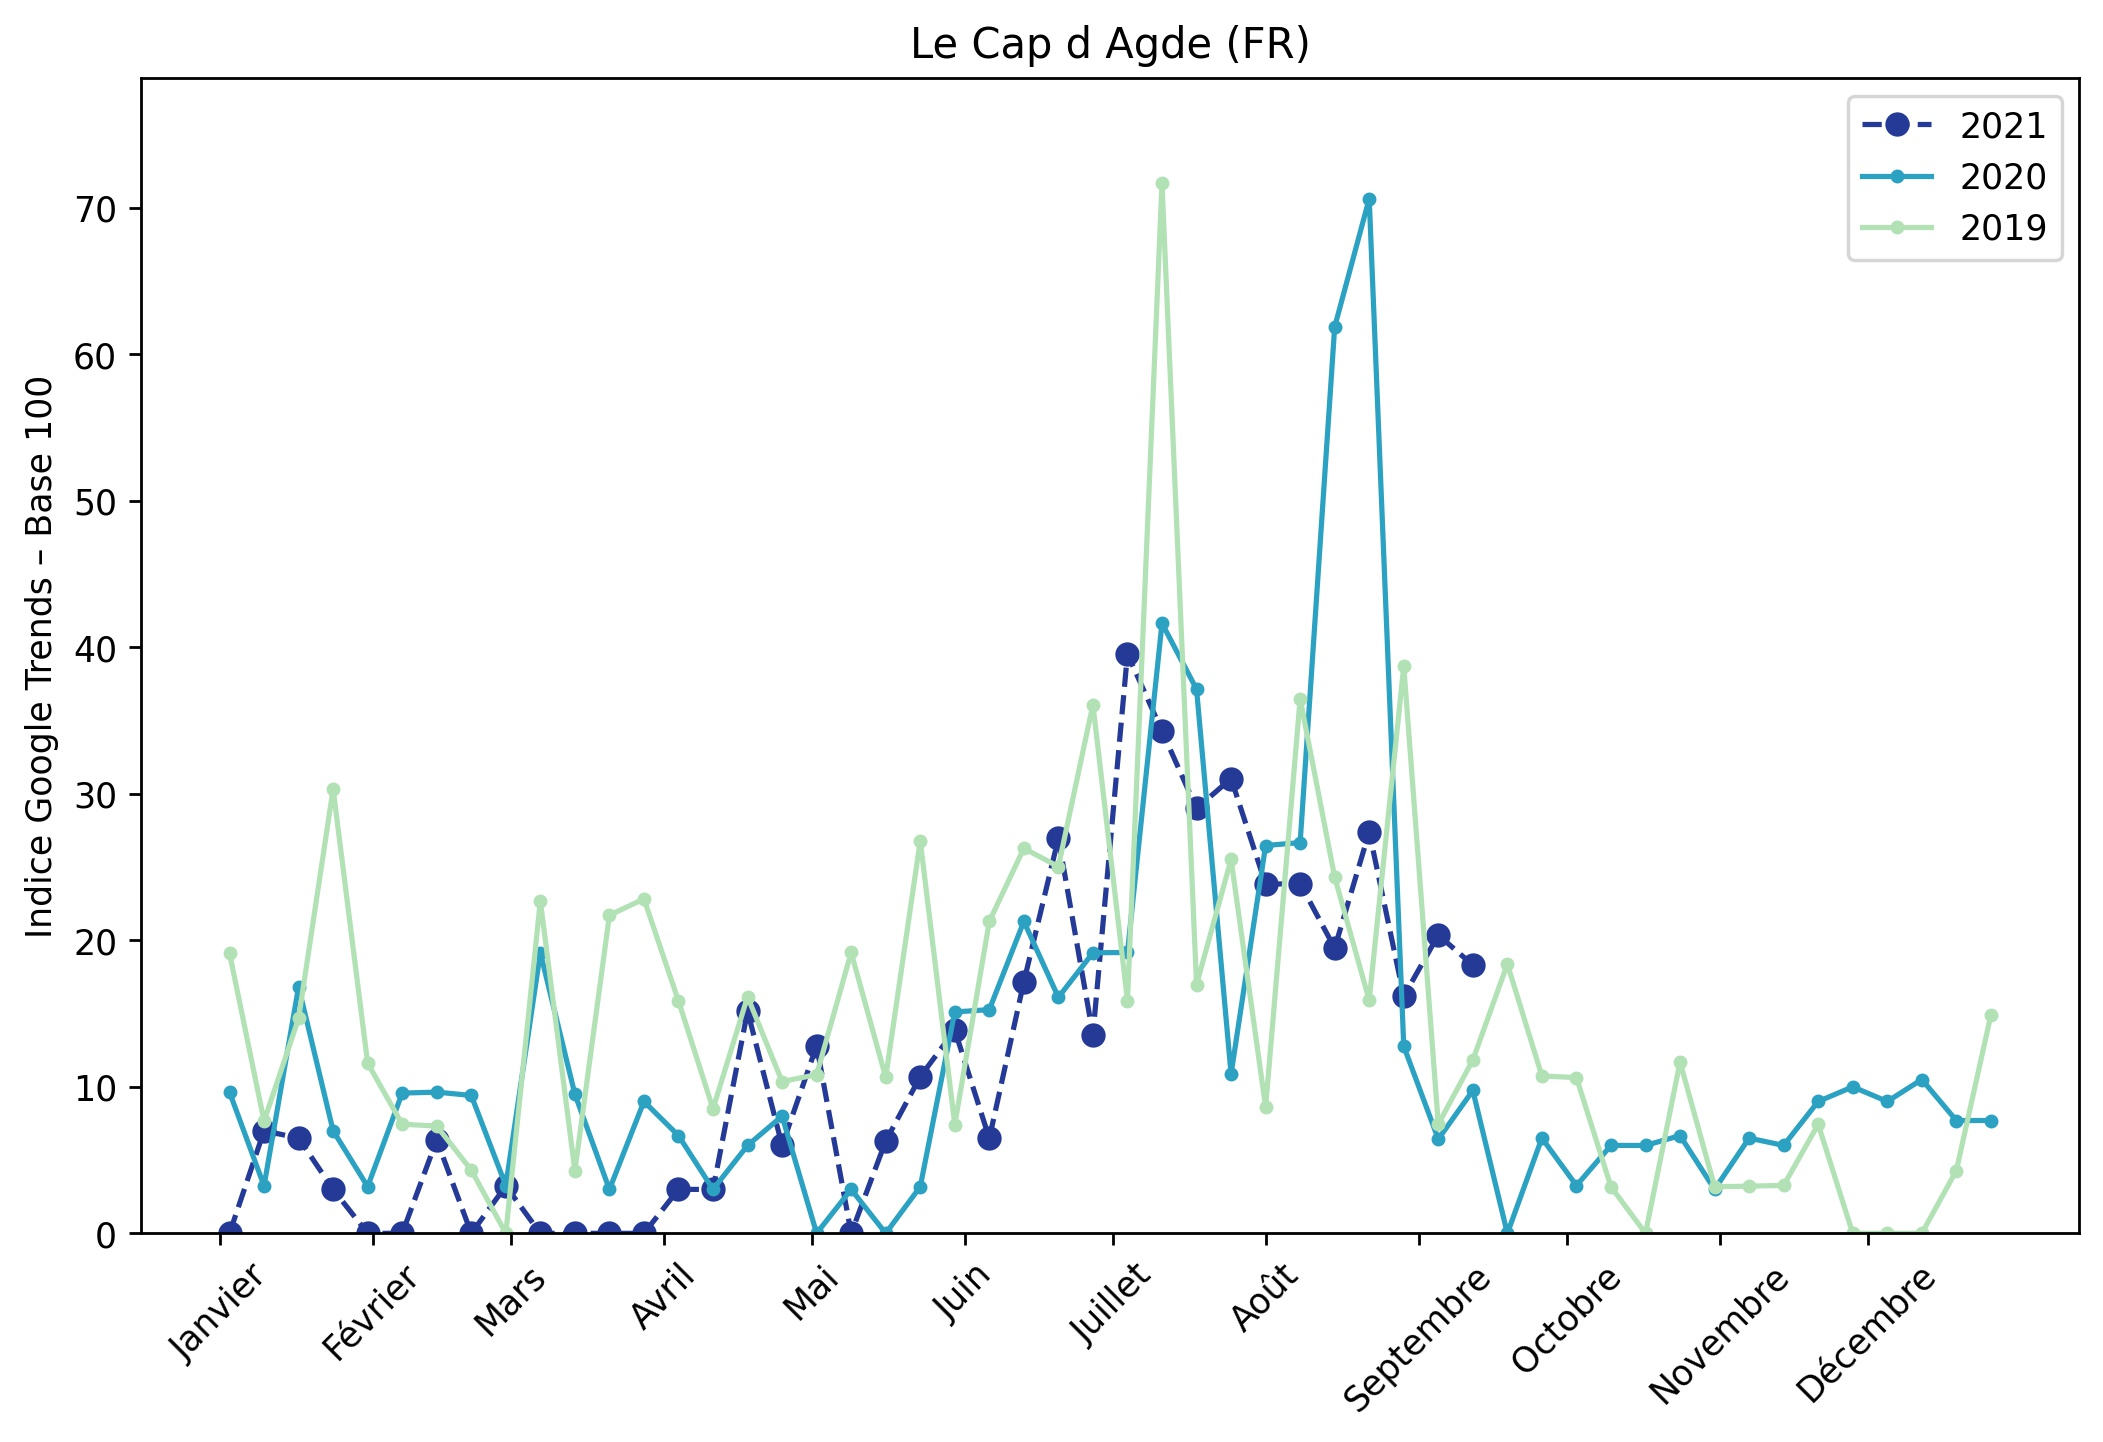 Le Cap d Agde (FR)
2021
2020
2019
Indice Google Trends – Base 100
70
60
50
40
30
20
10
0
Janvier
Février
Mars
Avril
Mai
Juin
Juillet
Août
Septembre
Octobre
Novembre
Décembre